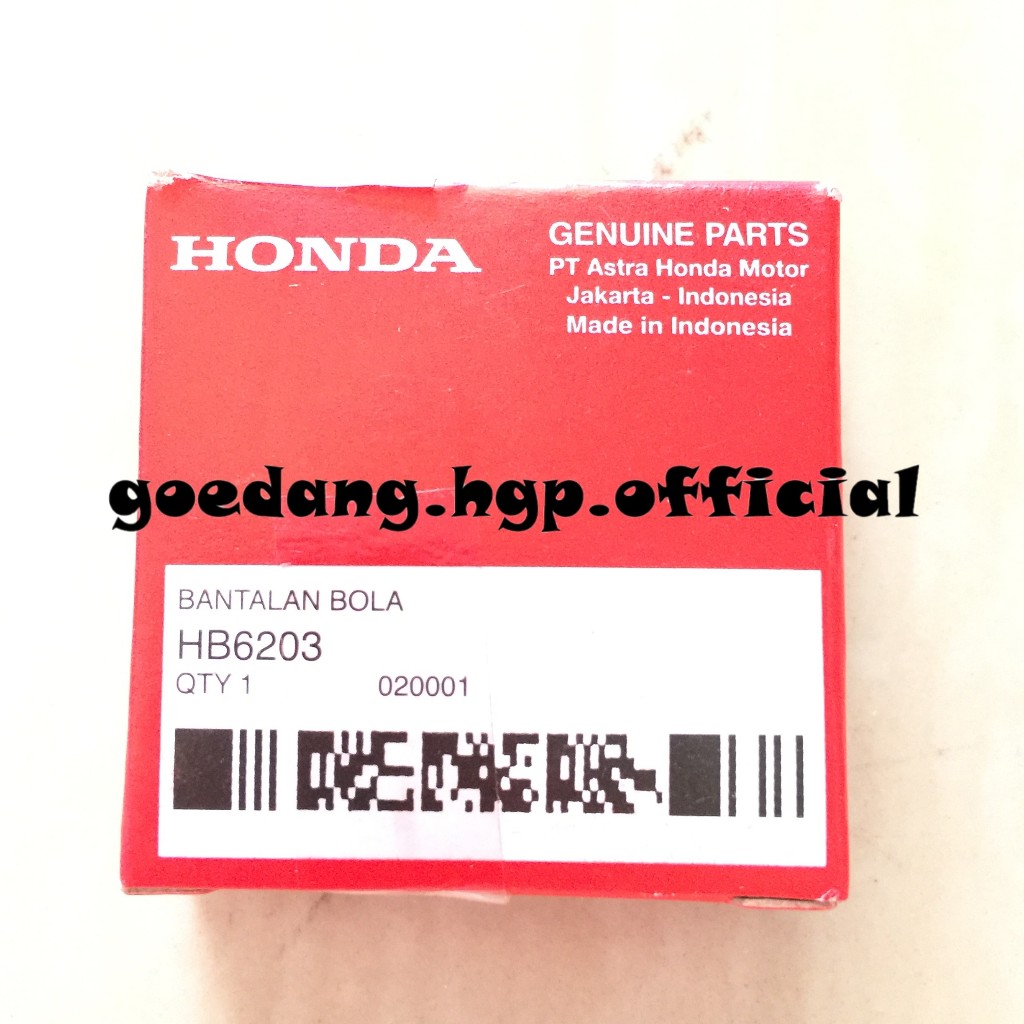 HONDA
GENUINE PARTS
PT Astra Honda Motor
Jakarta - Indonesia
Made in Indonesia
goedang.hgp.official
BANTALAN BOLA
HB6203
QTY 1 020001